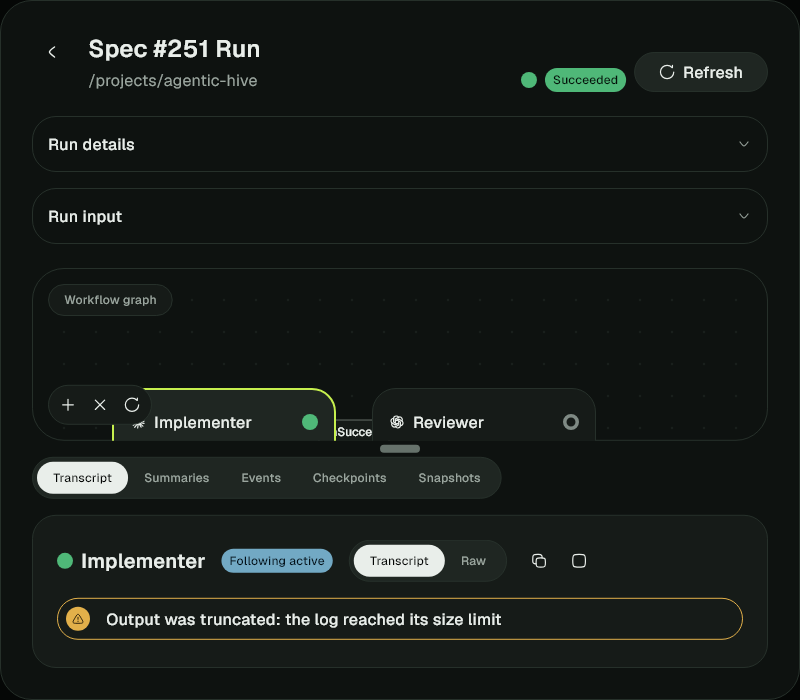 Spec #251 Run
/projects/agentic-hive
Succeeded
Refresh
Run details
Run input
Workflow graph
Implementer
Succe
Reviewer
Transcript
Summaries
Events
Checkpoints
Snapshots
Implementer
Following active
Transcript
Raw
Output was truncated: the log reached its size limit